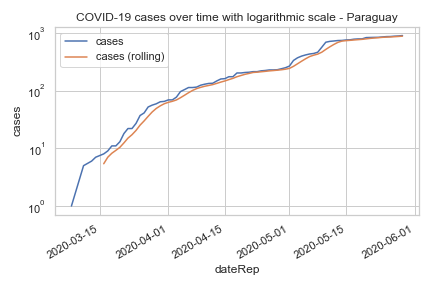 COVID-19 cases over time with logarithmic scale - Paraguay
cases
cases (rolling)
10³
10²
10¹
10⁰
cases
2020-03-15
2020-04-01
2020-04-15
2020-05-01
2020-05-15
2020-06-01
dateRep